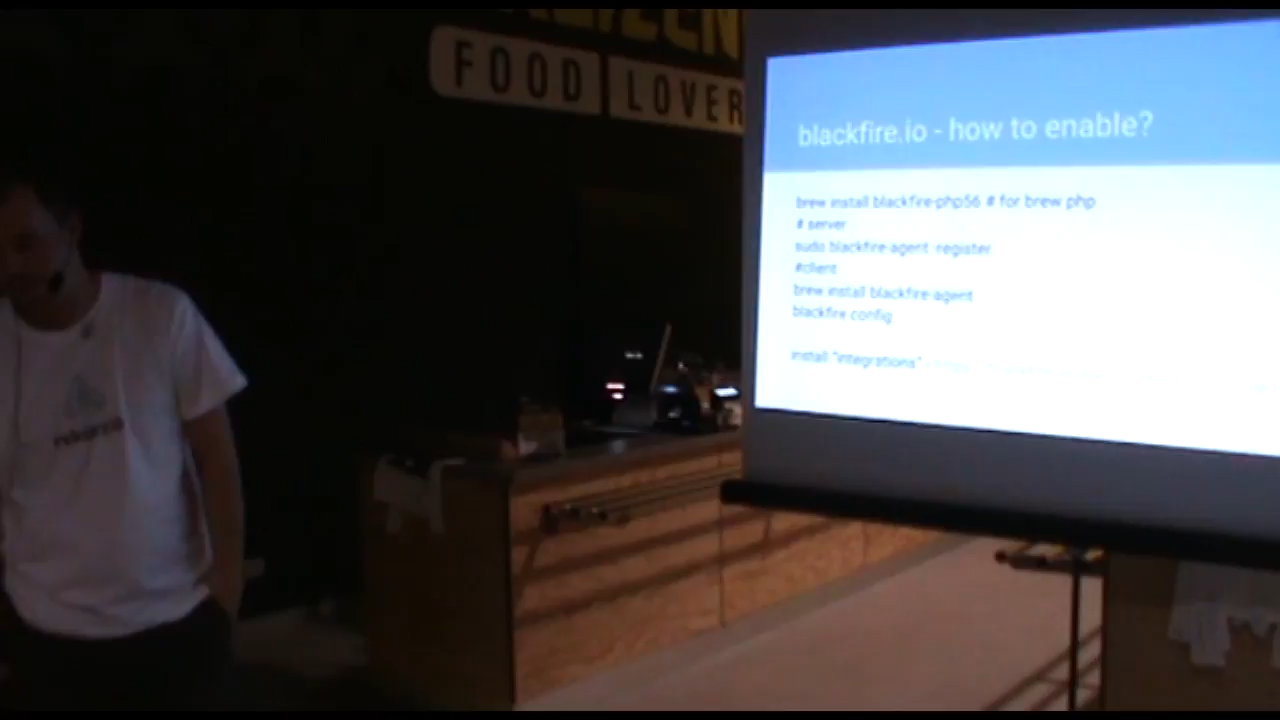 FOOD LOVER
blackfire.io - how to enable?
brew install blackfire-php56 # for brew php
# server
sudo blackfire-agent -register
#client
brew install blackfire-agent
blackfire config
install "integrations"